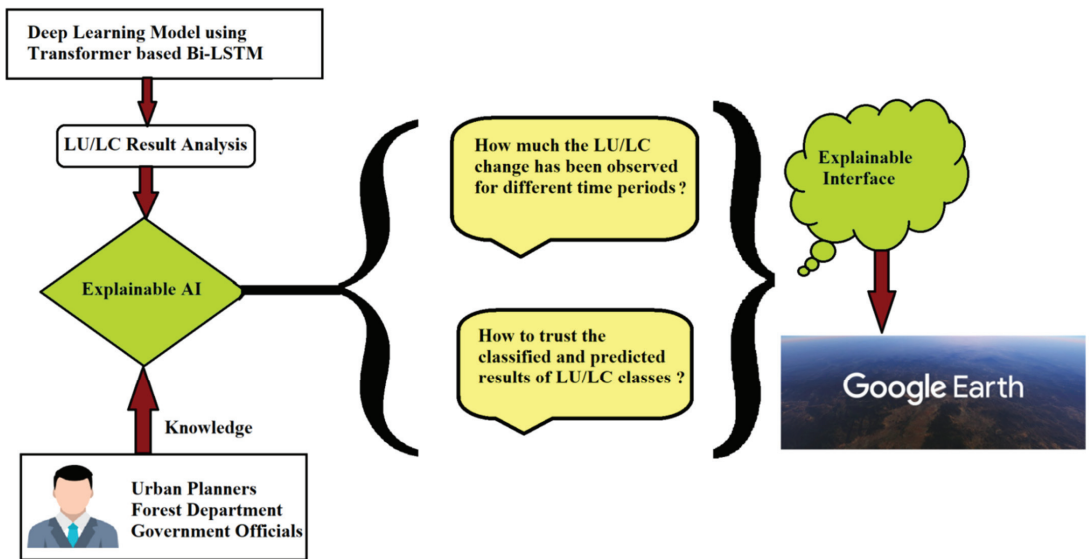 Deep Learning Model using
Transformer based Bi-LSTM
LU/LC Result Analysis
Explainable AI
Knowledge
Urban Planners
Forest Department
Government Officials
How much the LU/LC
change has been observed
for different time periods ?
How to trust the
classified and predicted
results of LU/LC classes ?
Explainable
Interface
Google Earth